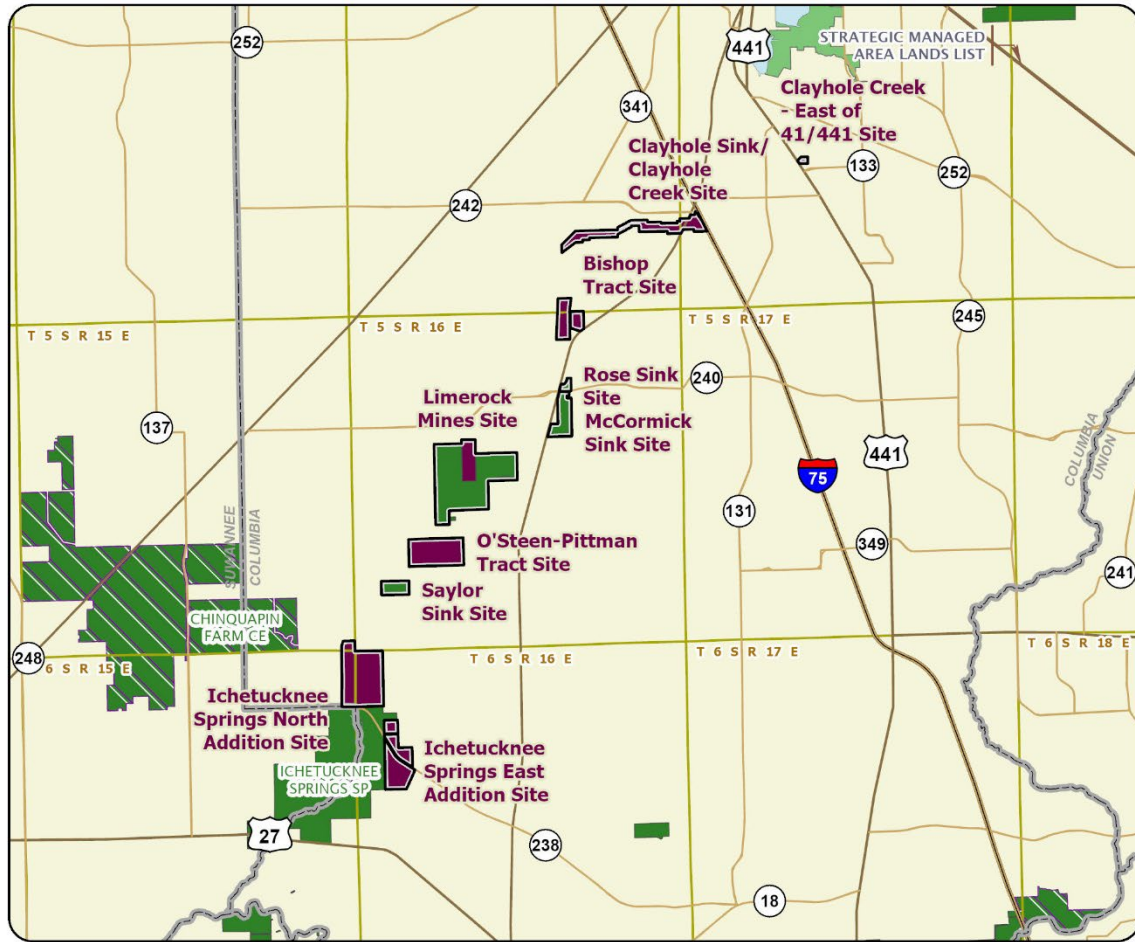 252
441
STRATEGIC MANAGED
AREA LANDS LIST
Clayhole Creek
- East of
41/441 Site
341
Clayhole Sink/
Clayhole
Creek Site
133
252
242
Bishop
Tract Site
T 5 S R 15 E
T 5 S R 16 E
T 5 S R 17 E
245
Rose Sink
Site
240
McCormick
Sink Site
Limerock
Mines Site
137
441
75
COLUMBIA
UNION
131
349
O'Steen-Pittman
Tract Site
241
SUWANNEE
COLUMBIA
Saylor
Sink Site
CHINQUAPIN
FARM CE
248
6 S R 15 E
T 6 S R 16 E
T 6 S R 17 E
T 6 S R 18 E
Ichetucknee
Springs North
Addition Site
Ichetucknee
Springs East
Addition Site
ICHETUCKNEE
SPRINGS SP
27
238
18